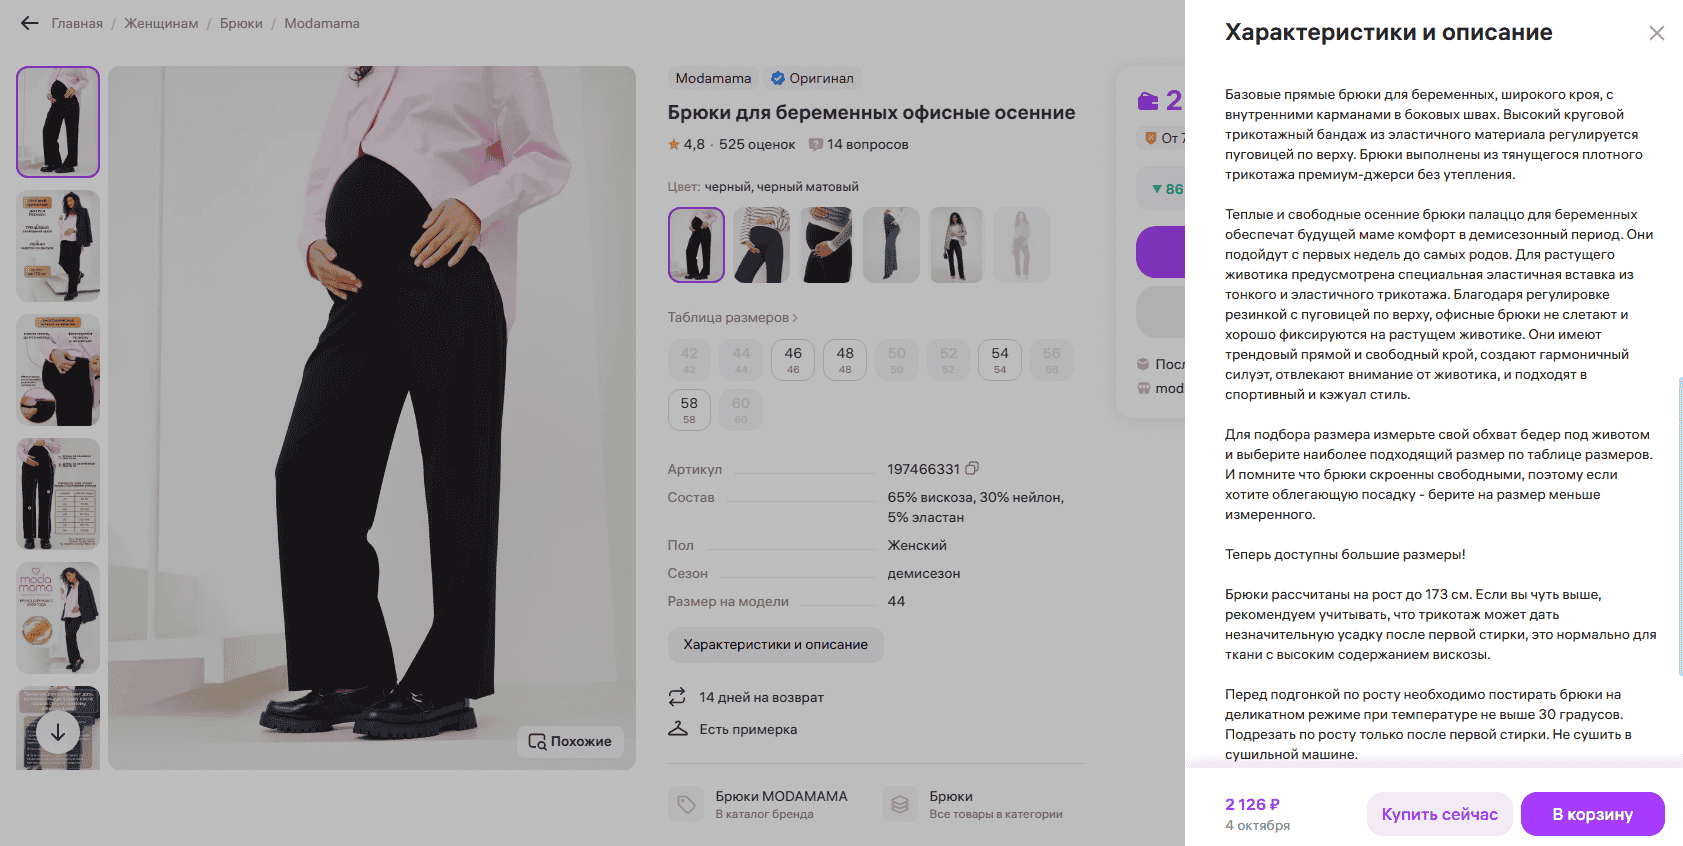 Главная / Женщинам / Брюки / Modamama
Modamama
Оригинал
Брюки для беременных офисные осенние
4,8 · 525 оценок
14 вопросов
Цвет: черный, черный матовый
Таблица размеров
42 44 46 48 50 52 54 56
42 44 46 48 50 52 54 56
58 60
58 60
Артикул 197466331
Состав 65% вискоза, 30% нейлон,
5% эластан
Пол Женский
Сезон демисезон
Размер на модели 44
Характеристики и описание
14 дней на возврат
Есть примерка
Похожие
Брюки MODAMAMA
В каталог бренда
Брюки
Все товары в категории
moda
mama
2
От 7
86
Посл
mod
Характеристики и описание
Базовые прямые брюки для беременных, широкого кроя, с
внутренними карманами в боковых швах. Высокий круговой
трикотажный бандаж из эластичного материала регулируется
пуговицей по верху. Брюки выполнены из тянущегося плотного
трикотажа премиум-джерси без утепления.
Теплые и свободные осенние брюки палаццо для беременных
обеспечат будущей маме комфорт в демисезонный период. Они
подойдут с первых недель до самых родов. Для растущего
животика предусмотрена специальная эластичная вставка из
тонкого и эластичного трикотажа. Благодаря регулировке
резинкой с пуговицей по верху, офисные брюки не слетают и
хорошо фиксируются на растущем животике. Они имеют
трендовый прямой и свободный крой, создают гармоничный
силуэт, отвлекают внимание от животика, и подходят в
спортивный и кэжуал стиль.
Для подбора размера измерьте свой обхват бедер под животом
и выберите наиболее подходящий размер по таблице размеров.
И помните что брюки скроенны свободными, поэтому если
хотите облегающую посадку - берите на размер меньше
измеренного.
Теперь доступны большие размеры!
Брюки рассчитаны на рост до 173 см. Если вы чуть выше,
рекомендуем учитывать, что трикотаж может дать
незначительную усадку после первой стирки, это нормально для
ткани с высоким содержанием вискозы.
Перед подгонкой по росту необходимо постирать брюки на
деликатном режиме при температуре не выше 30 градусов.
Подрезать по росту только после первой стирки. Не сушить в
сушильной машине.
2 126 ₽
4 октября
Купить сейчас
В корзину